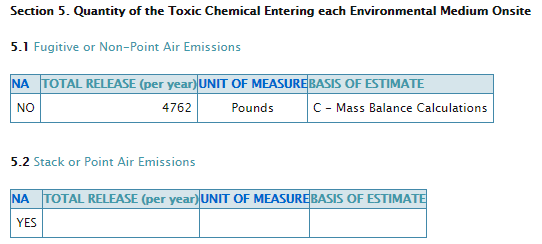 Section 5. Quantity of the Toxic Chemical Entering each Environmental Medium Onsite
5.1 Fugitive or Non-Point Air Emissions
NA TOTAL RELEASE (per year) UNIT OF MEASURE BASIS OF ESTIMATE
NO 4762 Pounds C - Mass Balance Calculations
5.2 Stack or Point Air Emissions
NA TOTAL RELEASE (per year) UNIT OF MEASURE BASIS OF ESTIMATE
YES